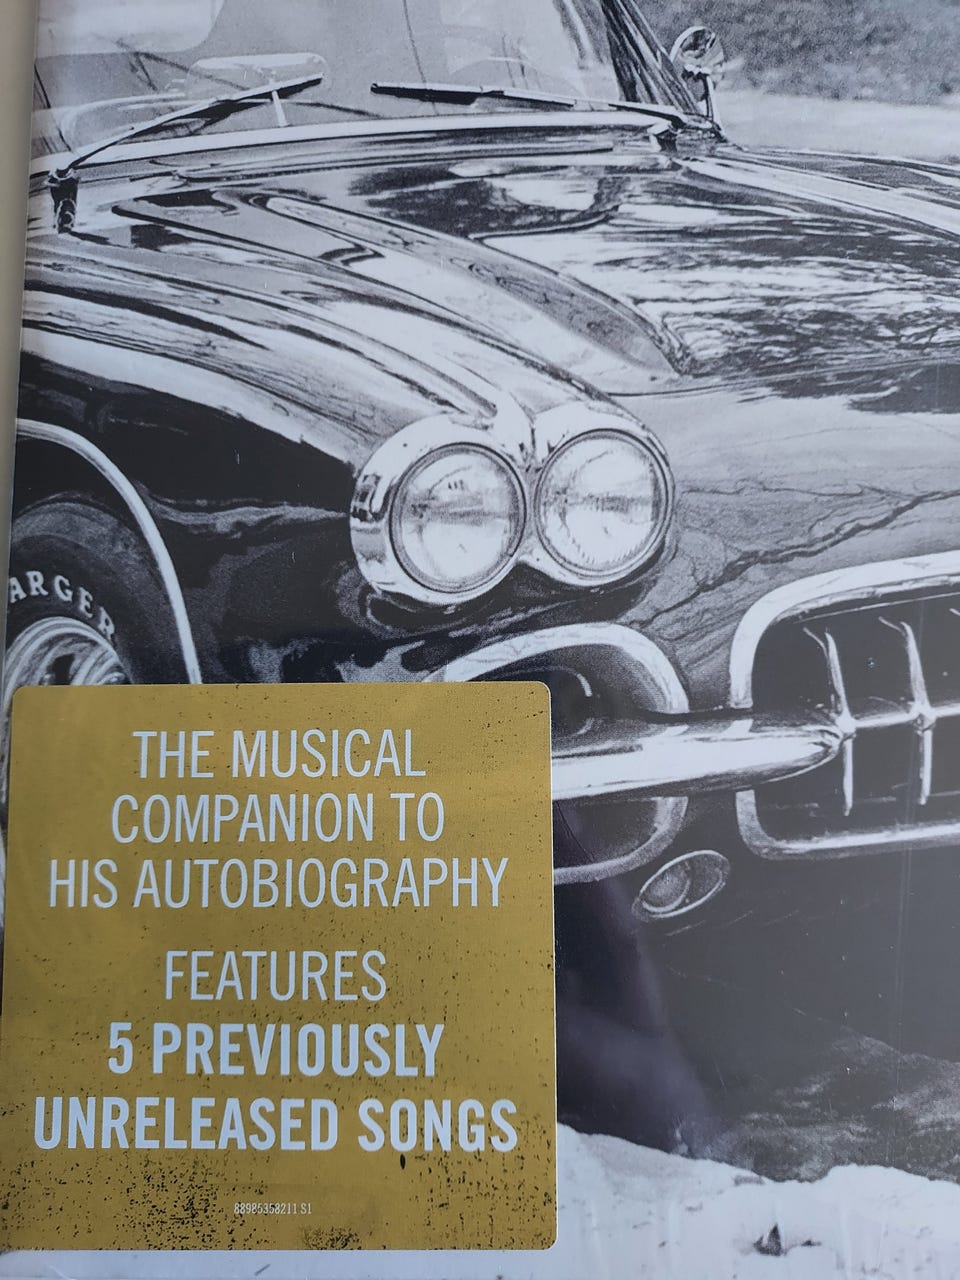 ARGER
THE MUSICAL
COMPANION TO
HIS AUTOBIOGRAPHY
FEATURES
5 PREVIOUSLY
UNRELEASED SONGS
88985358211 S1